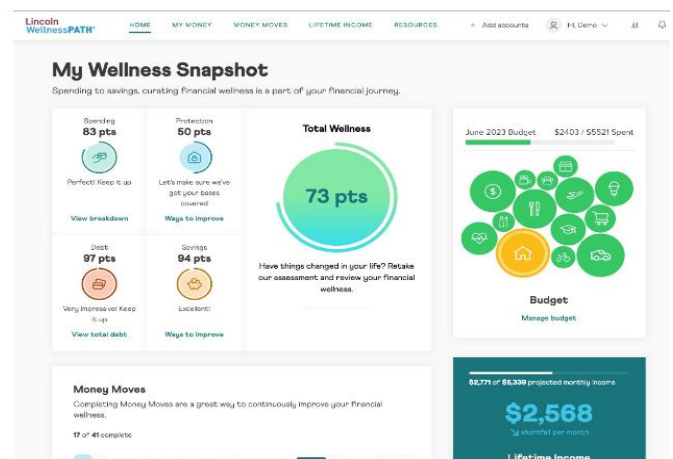 Lincoln
WellnessPATH®
HOME
MY MONEY
MONEY MOVES
LIFETIME INCOME
RESOURCES
+ Add accounts
Demo
My Wellness Snapshot
Spending to savings, curating financial wellness is a part of your financial journey.
Spending
83 pts
Perfect! Keep it up
View breakdown
Protection
50 pts
Let's make sure we've
got your bases
covered
Ways to improve
Debt
97 pts
Very impressive! Keep
it up
View total debt
Savings
94 pts
Excellent!
Ways to improve
Total Wellness
73 pts
Have things changed in your life? Retake
our assessment and review your financial
wellness.
June 2023 Budget
$2403 / $5521 Spent
Budget
Manage budget
Money Moves
Completing Money Moves are a great way to continuously improve your financial
wellness.
17 of 41 complete
$2,771 of $5,339 projected monthly income
$2,568
shortfall per month
Lifetime Income